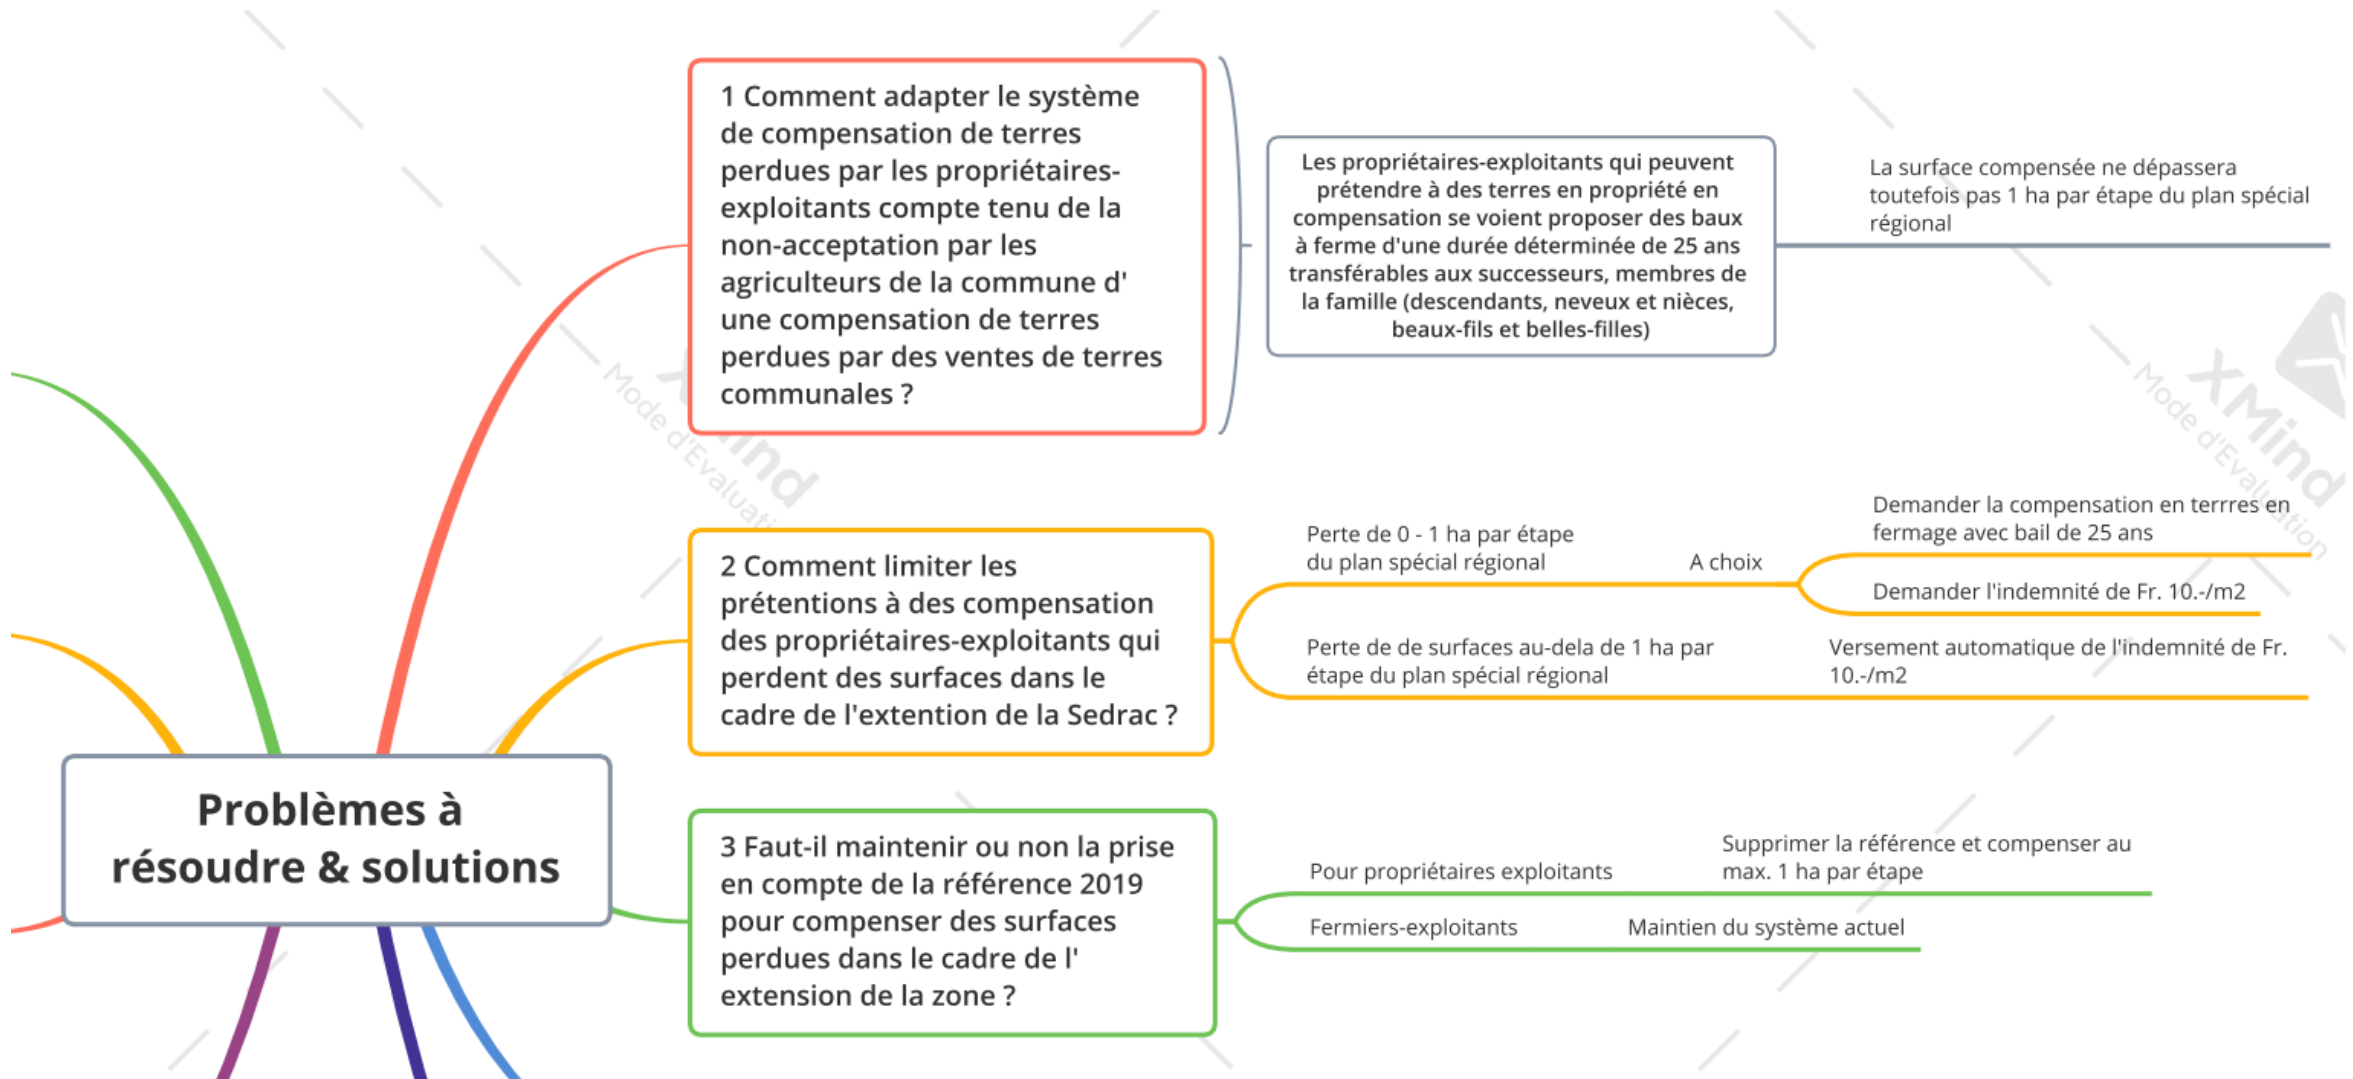 1 Comment adapter le système
de compensation de terres
perdues par les propriétaires-
exploitants compte tenu de la
non-acceptation par les
agriculteurs de la commune d'
une compensation de terres
perdues par des ventes de terres
communales ?
Les propriétaires-exploitants qui peuvent
prétendre à des terres en propriété en
compensation se voient proposer des baux
à ferme d'une durée déterminée de 25 ans
transférables aux successeurs, membres de
la famille (descendants, neveux et nièces,
beaux-fils et belles-filles)
La surface compensée ne dépassera
toutefois pas 1 ha par étape du plan spécial
régional
2 Comment limiter les
prétentions à des compensation
des propriétaires-exploitants qui
perdent des surfaces dans le
cadre de l'extention de la Sedrac ?
Perte de 0 - 1 ha par étape
du plan spécial régional
A choix
Demander la compensation en terrres en
fermage avec bail de 25 ans
Demander l'indemnité de Fr. 10.-/m2
Perte de de surfaces au-dela de 1 ha par
étape du plan spécial régional
Versement automatique de l'indemnité de Fr.
10.-/m2
Problèmes à
résoudre & solutions
3 Faut-il maintenir ou non la prise
en compte de la référence 2019
pour compenser des surfaces
perdues dans le cadre de l'
extension de la zone ?
Pour propriétaires exploitants
Supprimer la référence et compenser au
max. 1 ha par étape
Fermiers-exploitants
Maintien du système actuel
XMind
Mode d'Evaluation